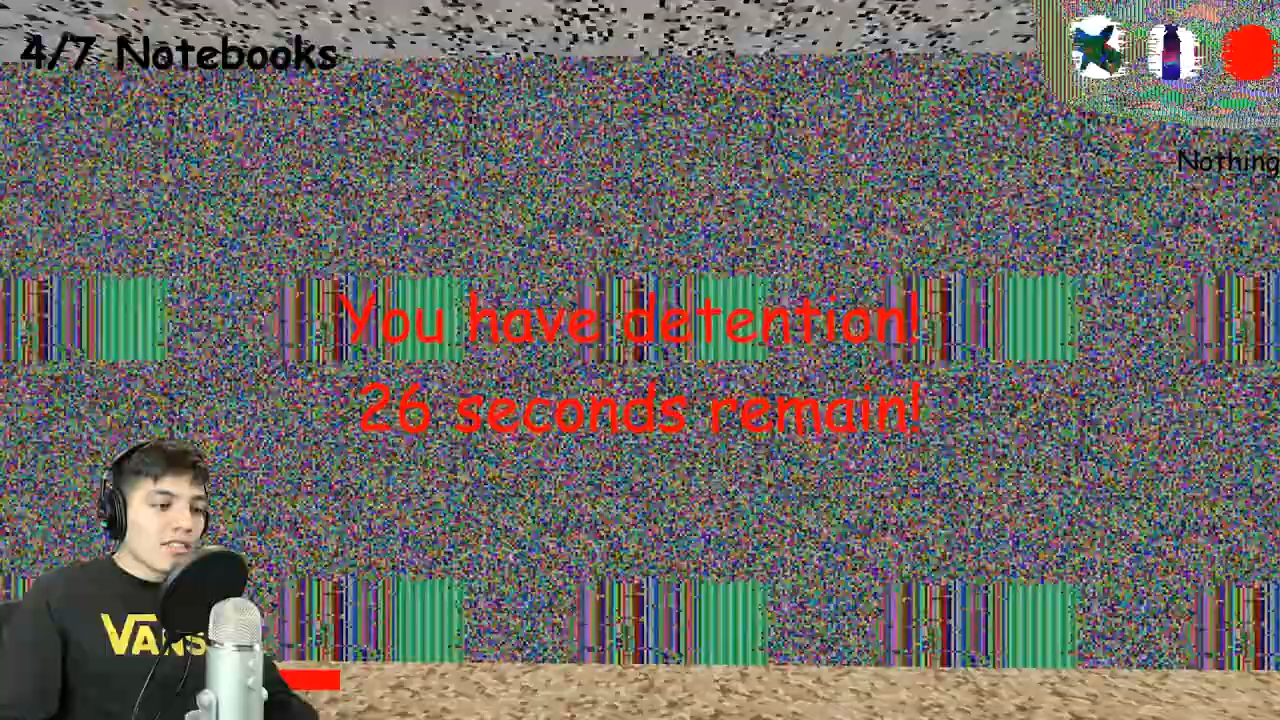 4/7 Notebooks
Nothing
You have detention!
26 seconds remain!
VANS